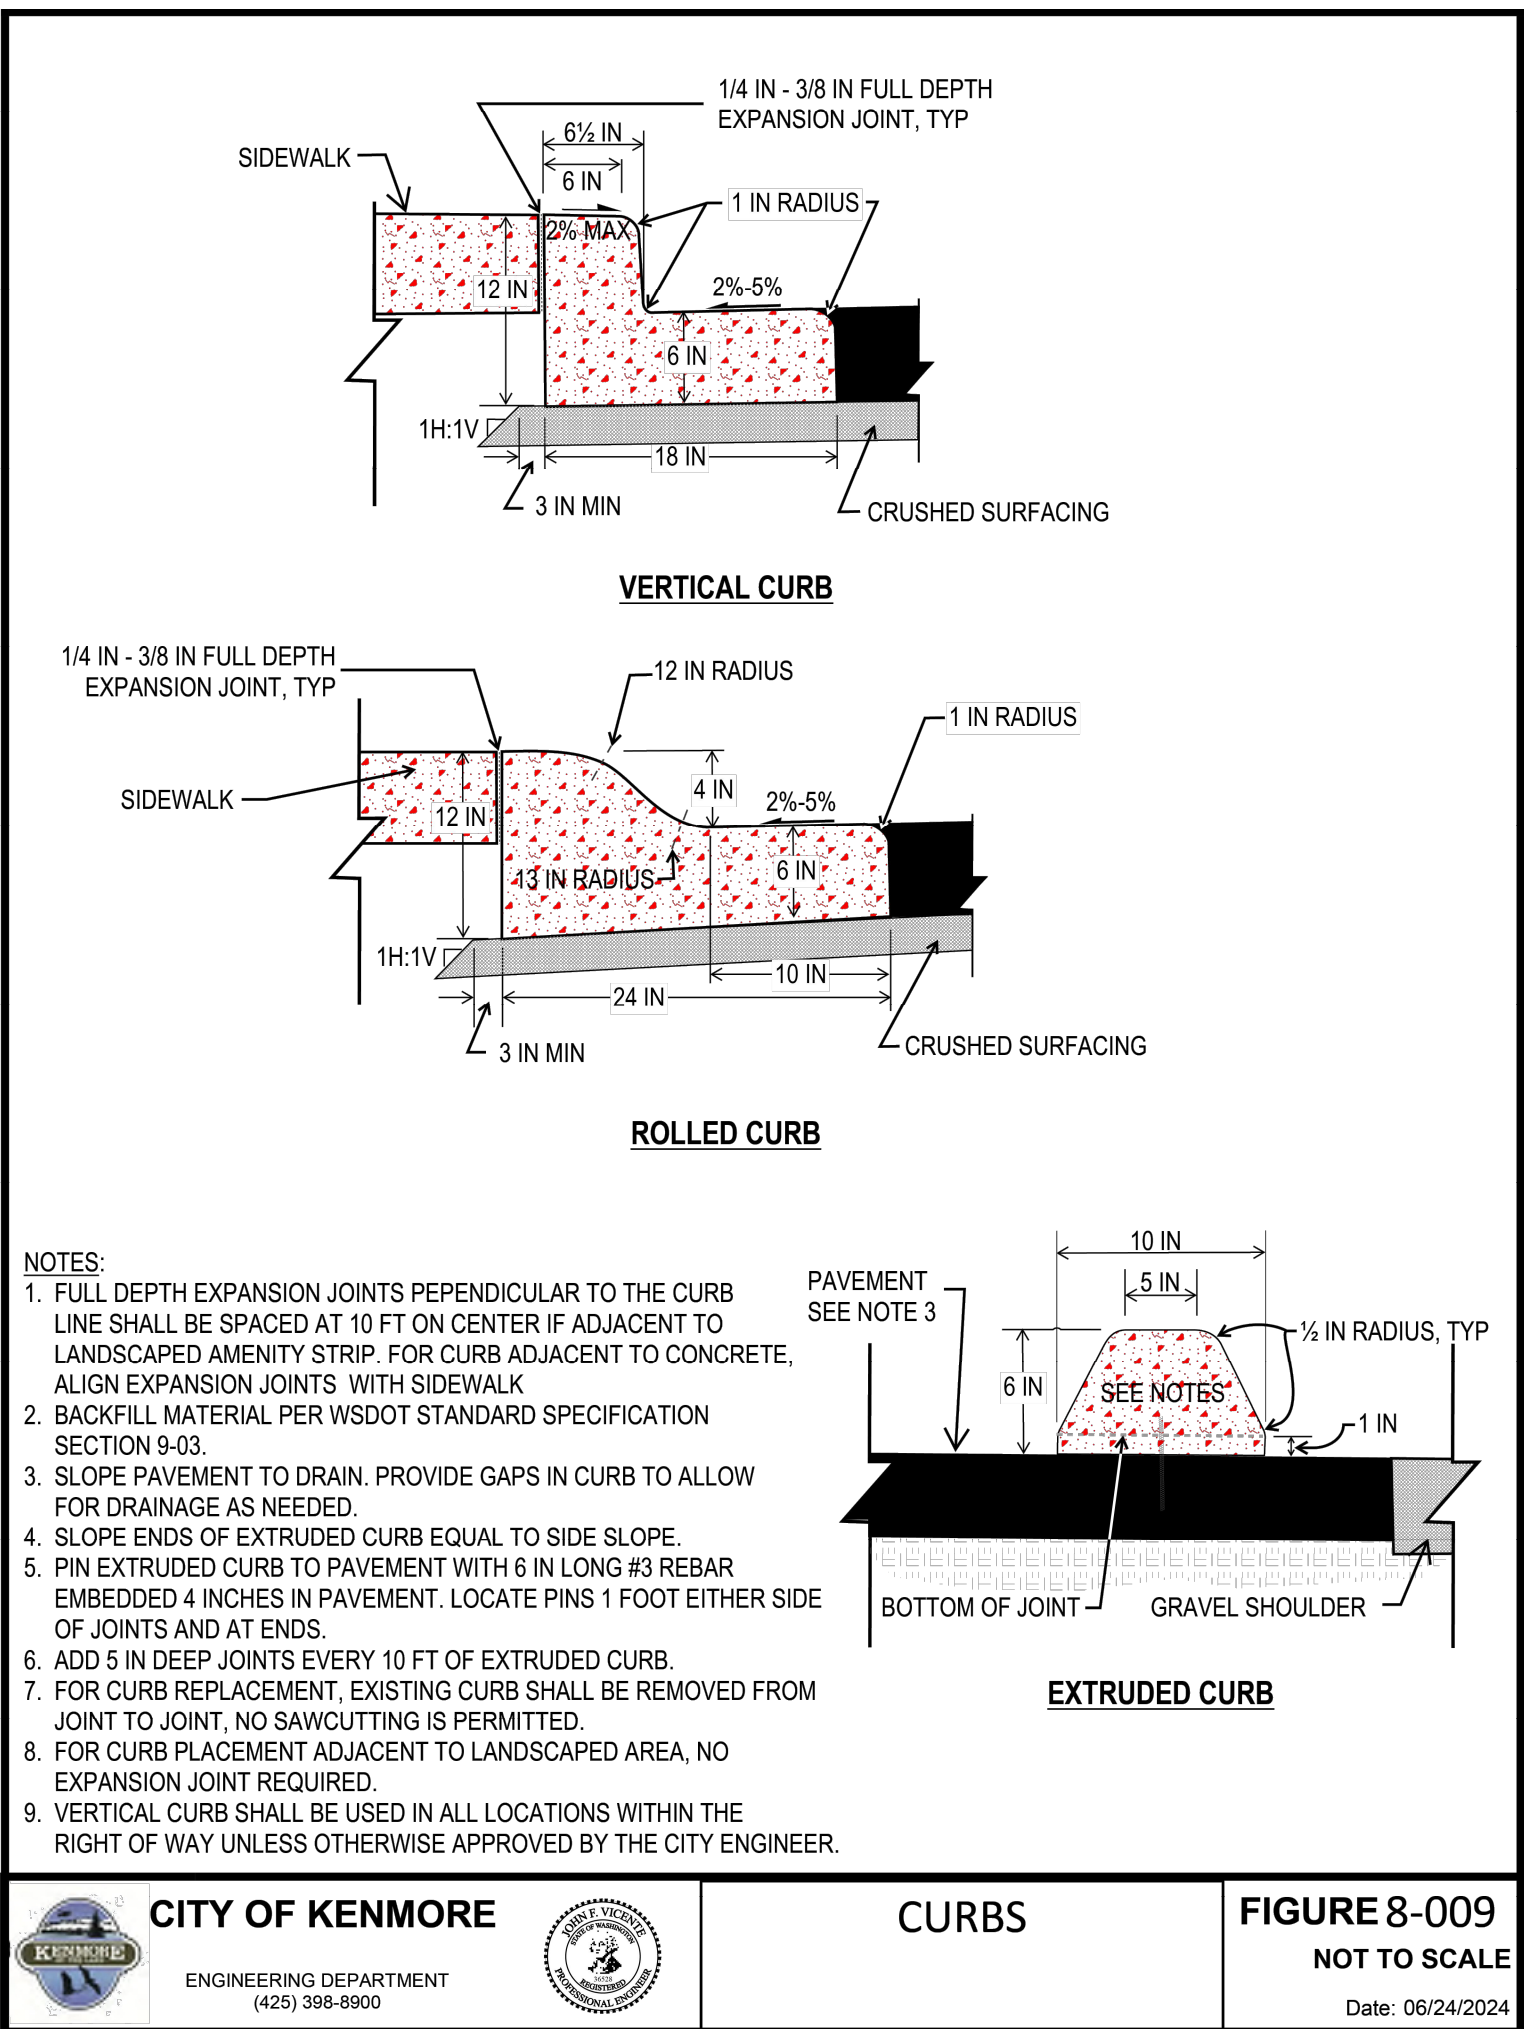 1/4 IN - 3/8 IN FULL DEPTH
EXPANSION JOINT, TYP
6½ IN
SIDEWALK
6 IN
1 IN RADIUS
2% MAX
12 IN
2%-5%
6 IN
1H:1V
18 IN
3 IN MIN
CRUSHED SURFACING
VERTICAL CURB
1/4 IN - 3/8 IN FULL DEPTH
EXPANSION JOINT, TYP
12 IN RADIUS
1 IN RADIUS
SIDEWALK
4 IN
2%-5%
12 IN
13 IN RADIUS
6 IN
1H:1V
10 IN
24 IN
3 IN MIN
CRUSHED SURFACING
ROLLED CURB
NOTES:
1. FULL DEPTH EXPANSION JOINTS PEPENDICULAR TO THE CURB
LINE SHALL BE SPACED AT 10 FT ON CENTER IF ADJACENT TO
LANDSCAPED AMENITY STRIP. FOR CURB ADJACENT TO CONCRETE,
ALIGN EXPANSION JOINTS WITH SIDEWALK
2. BACKFILL MATERIAL PER WSDOT STANDARD SPECIFICATION
SECTION 9-03.
3. SLOPE PAVEMENT TO DRAIN. PROVIDE GAPS IN CURB TO ALLOW
FOR DRAINAGE AS NEEDED.
4. SLOPE ENDS OF EXTRUDED CURB EQUAL TO SIDE SLOPE.
5. PIN EXTRUDED CURB TO PAVEMENT WITH 6 IN LONG #3 REBAR
EMBEDDED 4 INCHES IN PAVEMENT. LOCATE PINS 1 FOOT EITHER SIDE
OF JOINTS AND AT ENDS.
6. ADD 5 IN DEEP JOINTS EVERY 10 FT OF EXTRUDED CURB.
7. FOR CURB REPLACEMENT, EXISTING CURB SHALL BE REMOVED FROM
JOINT TO JOINT, NO SAWCUTTING IS PERMITTED.
8. FOR CURB PLACEMENT ADJACENT TO LANDSCAPED AREA, NO
EXPANSION JOINT REQUIRED.
9. VERTICAL CURB SHALL BE USED IN ALL LOCATIONS WITHIN THE
RIGHT OF WAY UNLESS OTHERWISE APPROVED BY THE CITY ENGINEER.
10 IN
PAVEMENT
SEE NOTE 3
5 IN
½ IN RADIUS, TYP
6 IN
SEE NOTES
1 IN
BOTTOM OF JOINT
GRAVEL SHOULDER
EXTRUDED CURB
KENMORE
CITY OF KENMORE
ENGINEERING DEPARTMENT
(425) 398-8900
JOHN F. VICENTE
STATE OF WASHINGTON
36528
REGISTERED
PROFESSIONAL ENGINEER
CURBS
FIGURE 8-009
NOT TO SCALE
Date: 06/24/2024